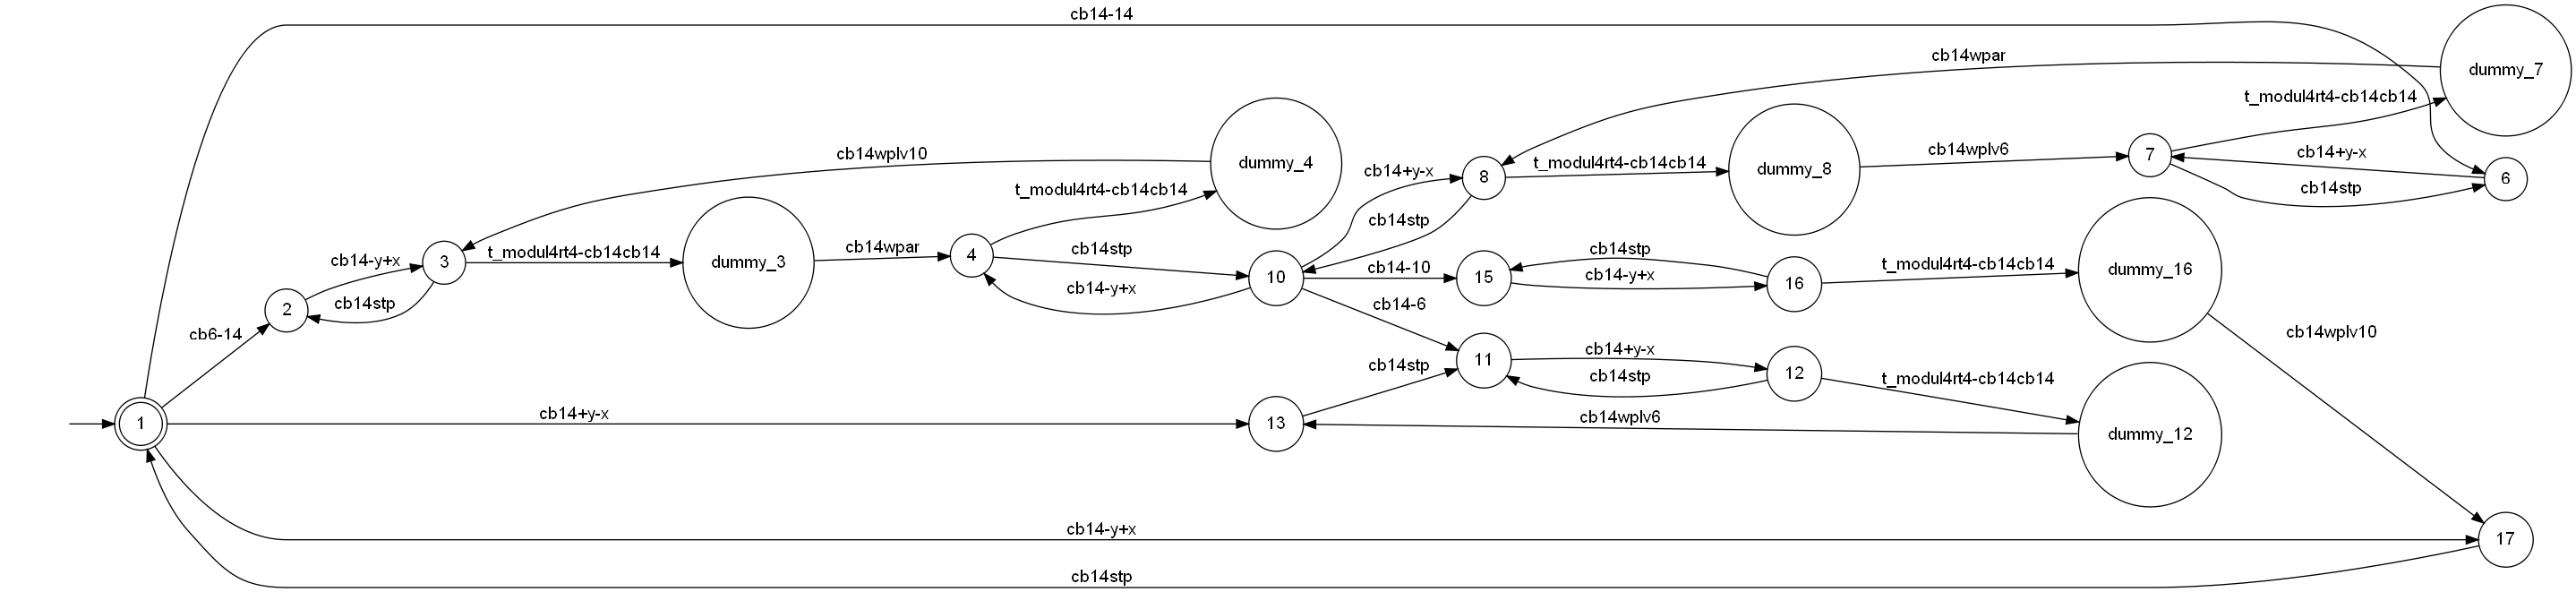 cb14-14
cb14wpar
dummy_7
t_modul4rt4-cb14cb14
cb14wplv10
dummy_4
cb14+y-x
t_modul4rt4-cb14cb14
dummy_8
cb14wplv6
7
cb14+y-x
6
cb14stp
t_modul4rt4-cb14cb14
8
cb14stp
cb14-y+x
3
t_modul4rt4-cb14cb14
dummy_3
cb14wpar
4
cb14stp
10
cb14-10
15
cb14stp
cb14-y+x
16
t_modul4rt4-cb14cb14
dummy_16
cb14-y+x
2
cb14stp
cb14-6
cb14wplv10
cb6-14
11
cb14+y-x
12
cb14stp
t_modul4rt4-cb14cb14
cb14stp
1
cb14+y-x
13
cb14wplv6
dummy_12
cb14-y+x
17
cb14stp